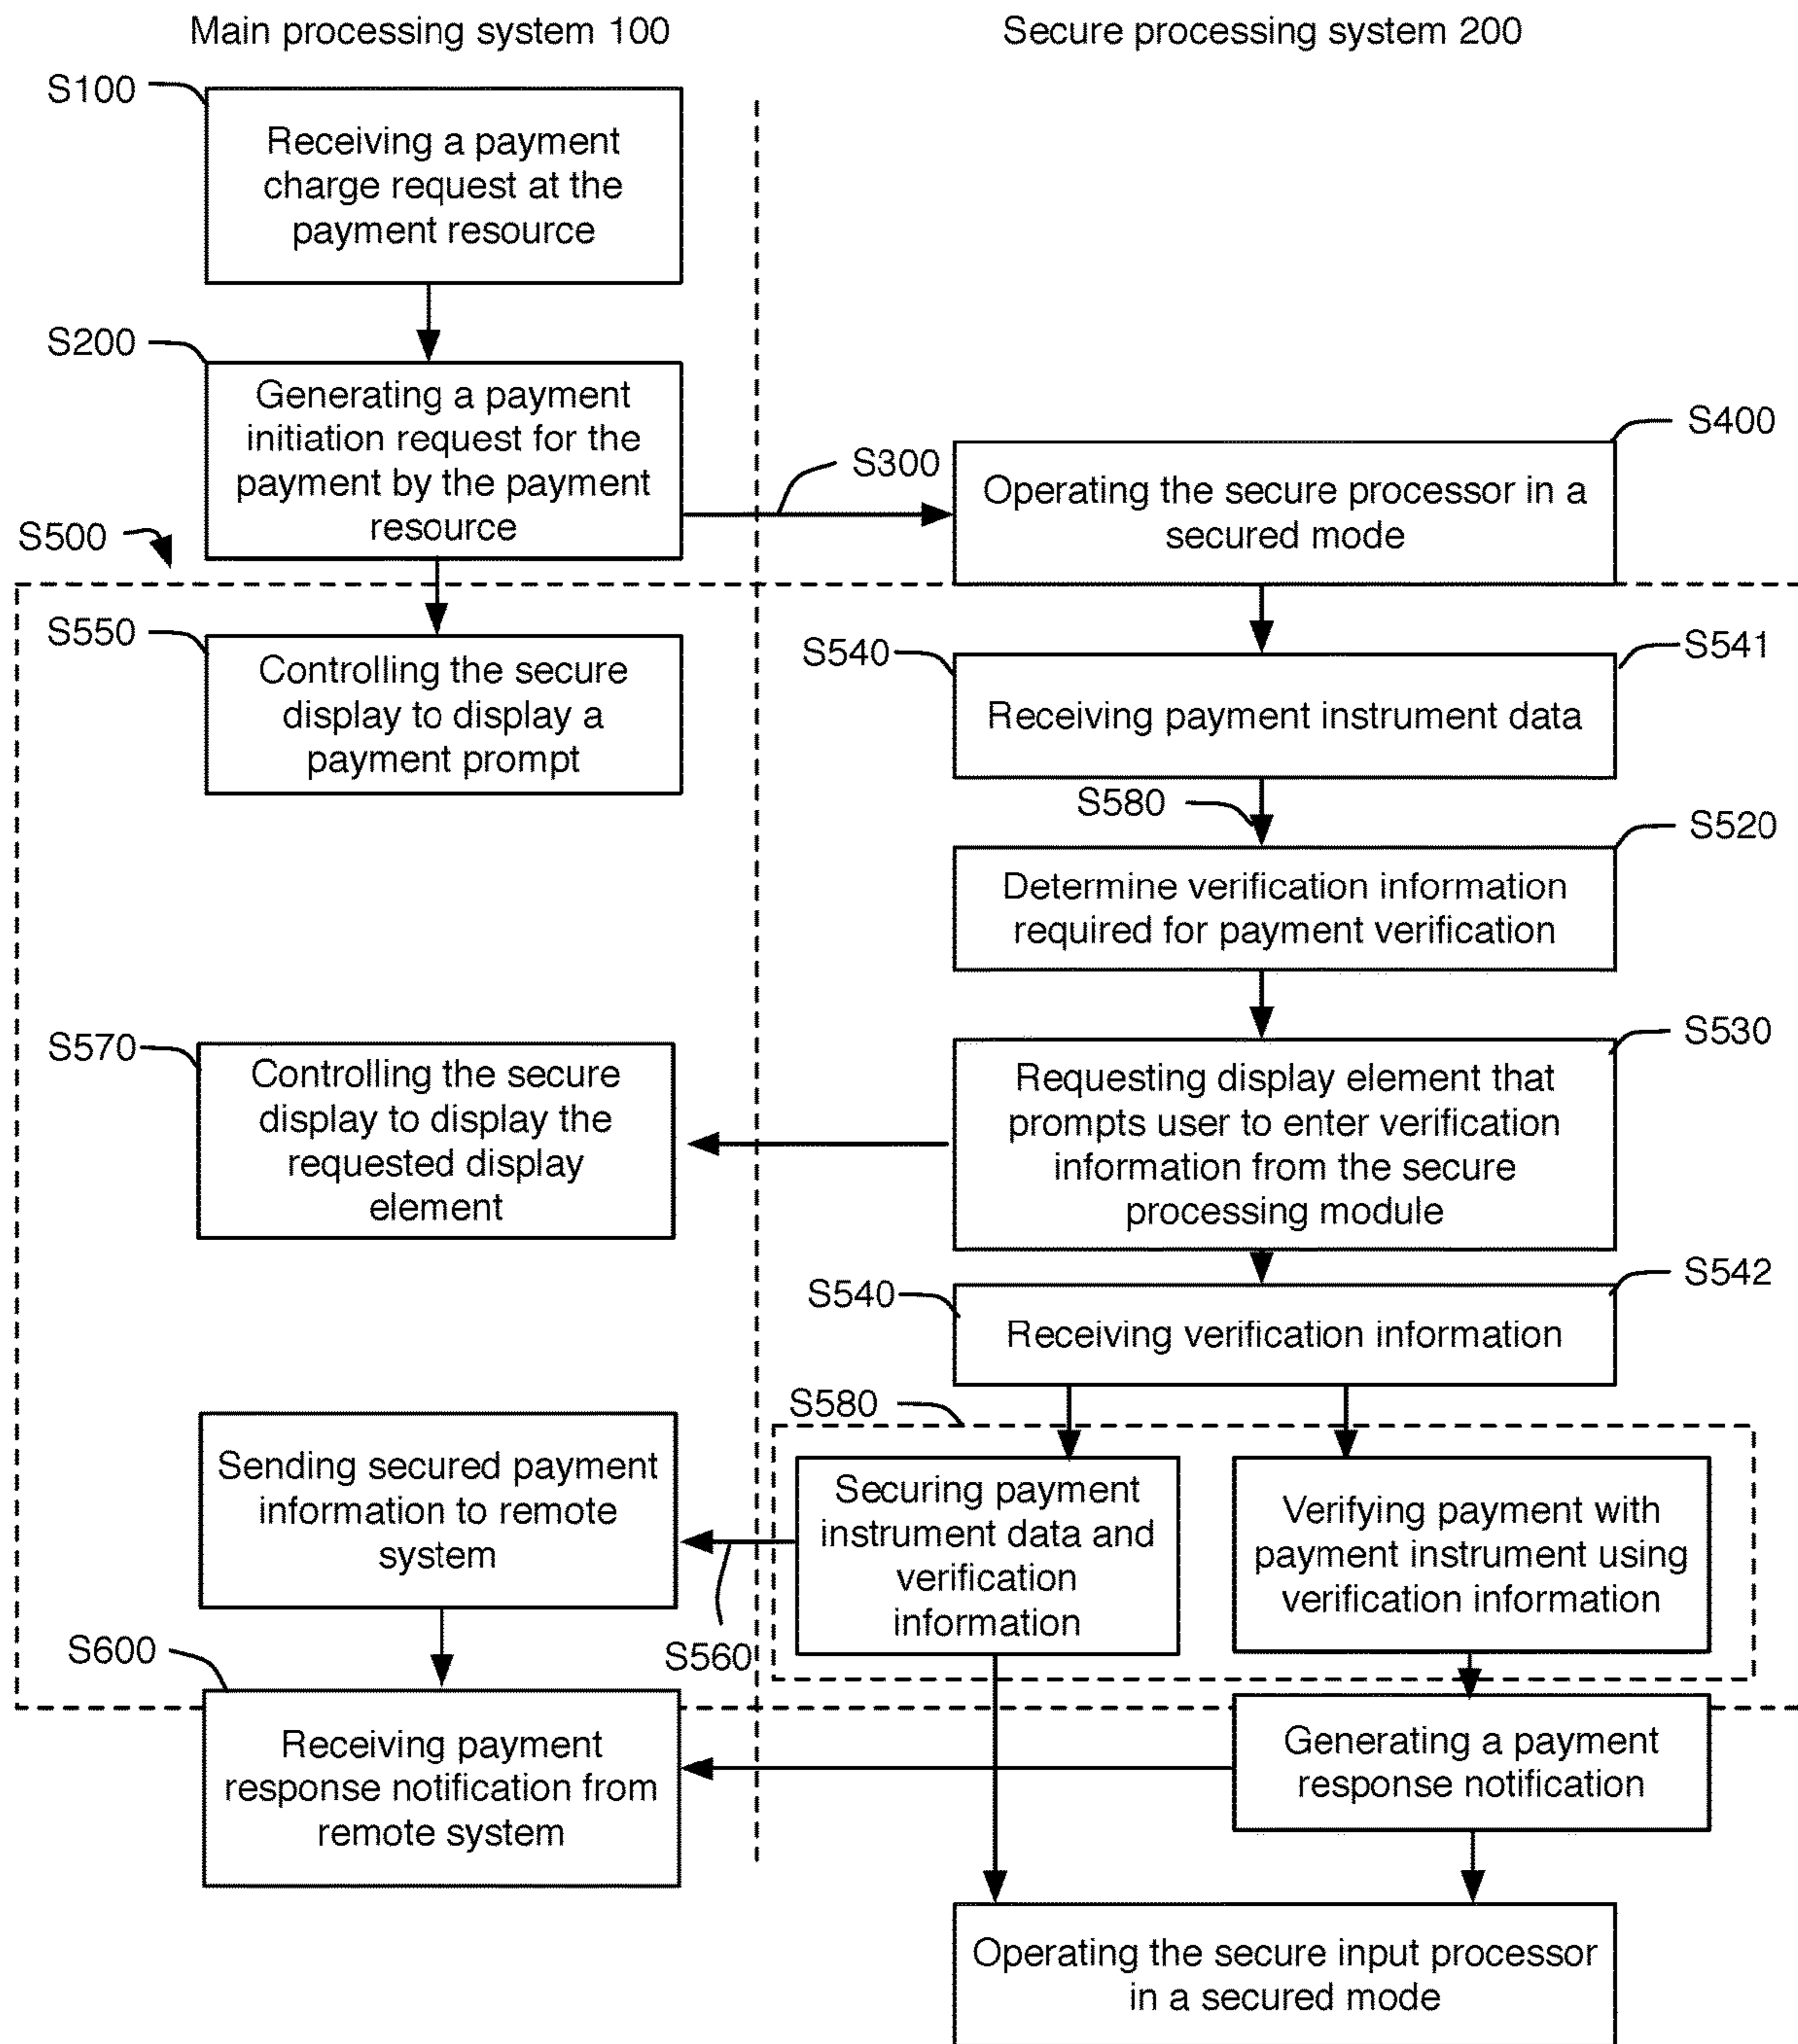 Main processing system 100
Secure processing system 200
S100
Receiving a payment
charge request at the
payment resource
S200
Generating a payment
initiation request for the
payment by the payment
resource
S300
S400
Operating the secure processor in a
secured mode
S500
S550
Controlling the secure
display to display a
payment prompt
S540
S541
Receiving payment instrument data
S580
S520
Determine verification information
required for payment verification
S570
Controlling the secure
display to display the
requested display
element
S530
Requesting display element that
prompts user to enter verification
information from the secure
processing module
S540
S542
Receiving verification information
S580
Sending secured payment
information to remote
system
Securing payment
instrument data and
verification
information
Verifying payment with
payment instrument using
verification information
S560
S600
Receiving payment
response notification from
remote system
Generating a payment
response notification
Operating the secure input processor
in a secured mode